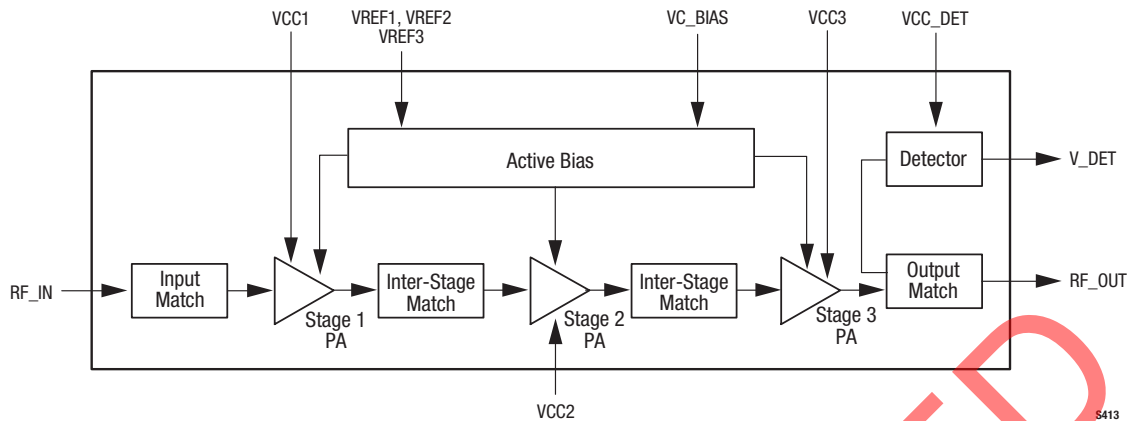 VCC1
VREF1, VREF2
VREF3
VC_BIAS
VCC3
VCC_DET
Active Bias
Detector
V_DET
RF_IN
Input
Match
Stage 1
PA
Inter-Stage
Match
Stage 2
PA
Inter-Stage
Match
Stage 3
PA
Output
Match
RF_OUT
VCC2
S413